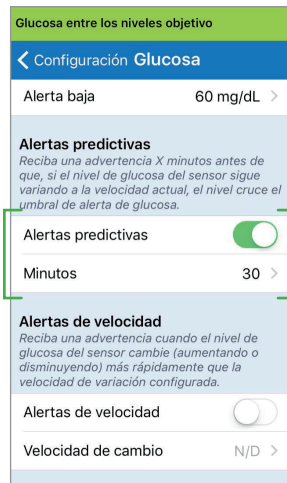 Glucosa entre los niveles objetivo
Configuración Glucosa
Alerta baja 60 mg/dL
Alertas predictivas
Reciba una advertencia X minutos antes de
que, si el nivel de glucosa del sensor sigue
variando a la velocidad actual, el nivel cruce el
umbral de alerta de glucosa.
Alertas predictivas
Minutos 30
Alertas de velocidad
Reciba una advertencia cuando el nivel de
glucosa del sensor cambie (aumentando o
disminuyendo) más rápidamente que la
velocidad de variación configurada.
Alertas de velocidad
Velocidad de cambio N/D